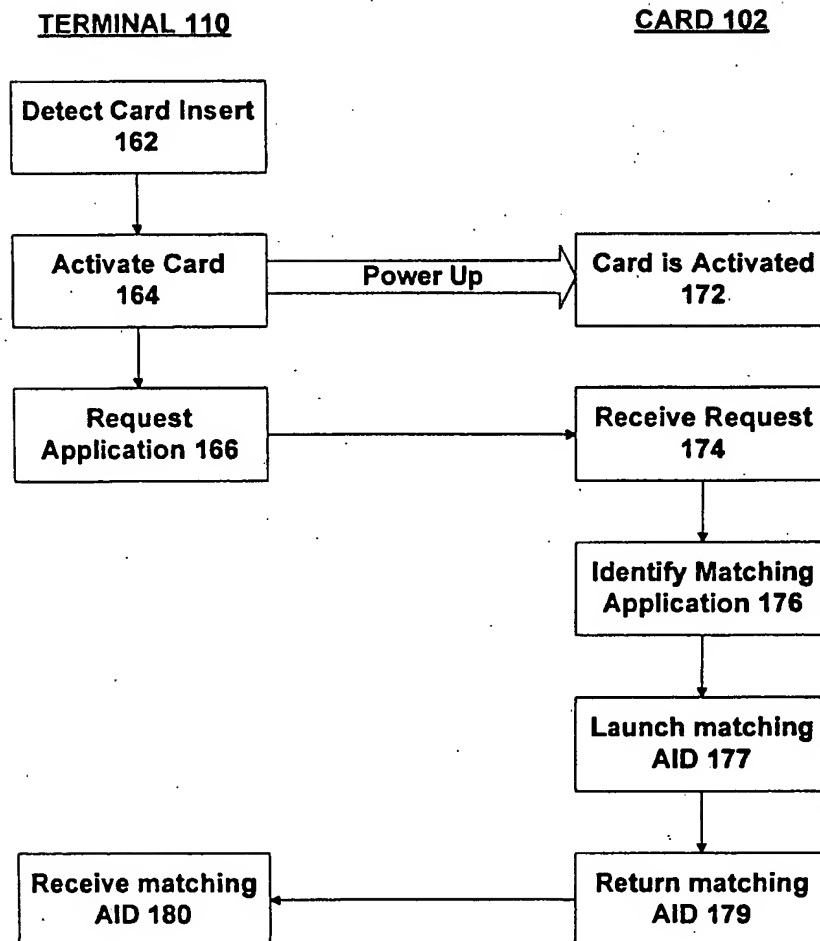 TERMINAL 110
CARD 102
Detect Card Insert
162
Activate Card
164
Power Up
Card is Activated
172
Request
Application 166
Receive Request
174
Identify Matching
Application 176
Launch matching
AID 177
Receive matching
AID 180
Return matching
AID 179